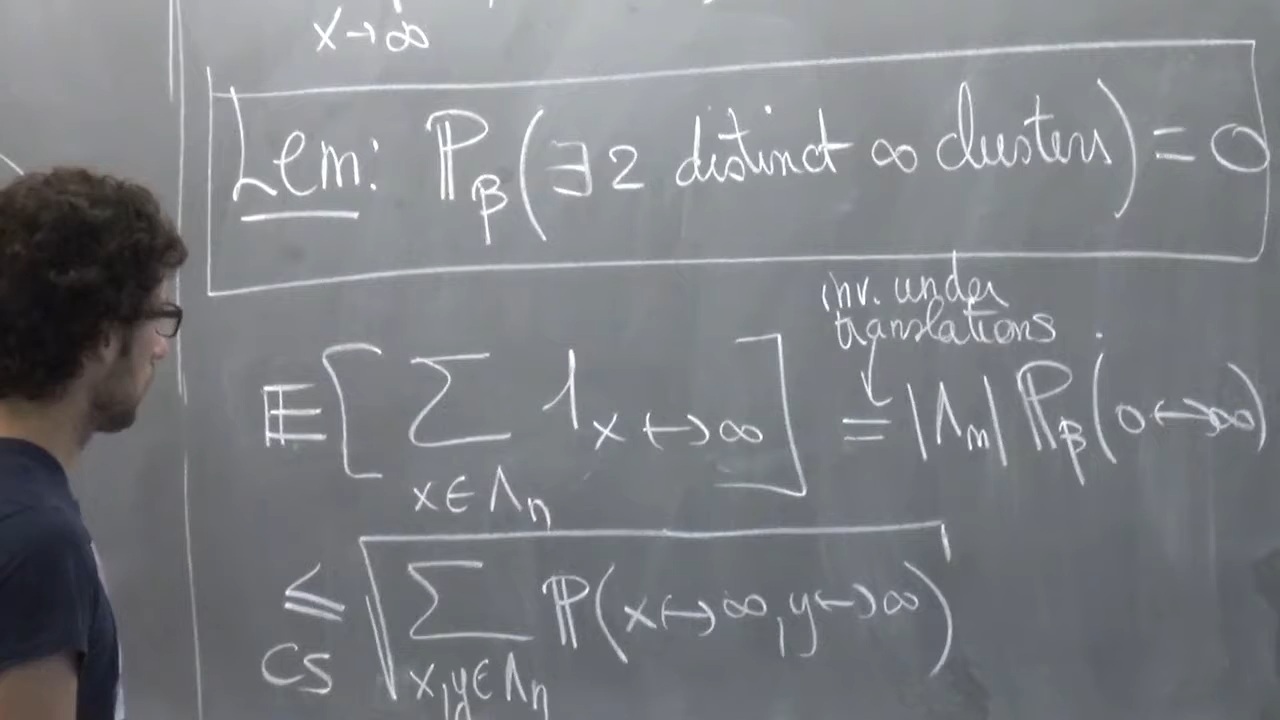 x→∞
Lem: ℙ_β(∃ 2 distinct ∞ clusters) = 0
inv. under
translations
𝔼[∑_{x∈Λ_n} 1_{x↔∞}] = |Λ_n| ℙ_β(0↔∞)
≤_{CS} √(∑_{x,y∈Λ_n} ℙ(x↔∞, y↔∞))